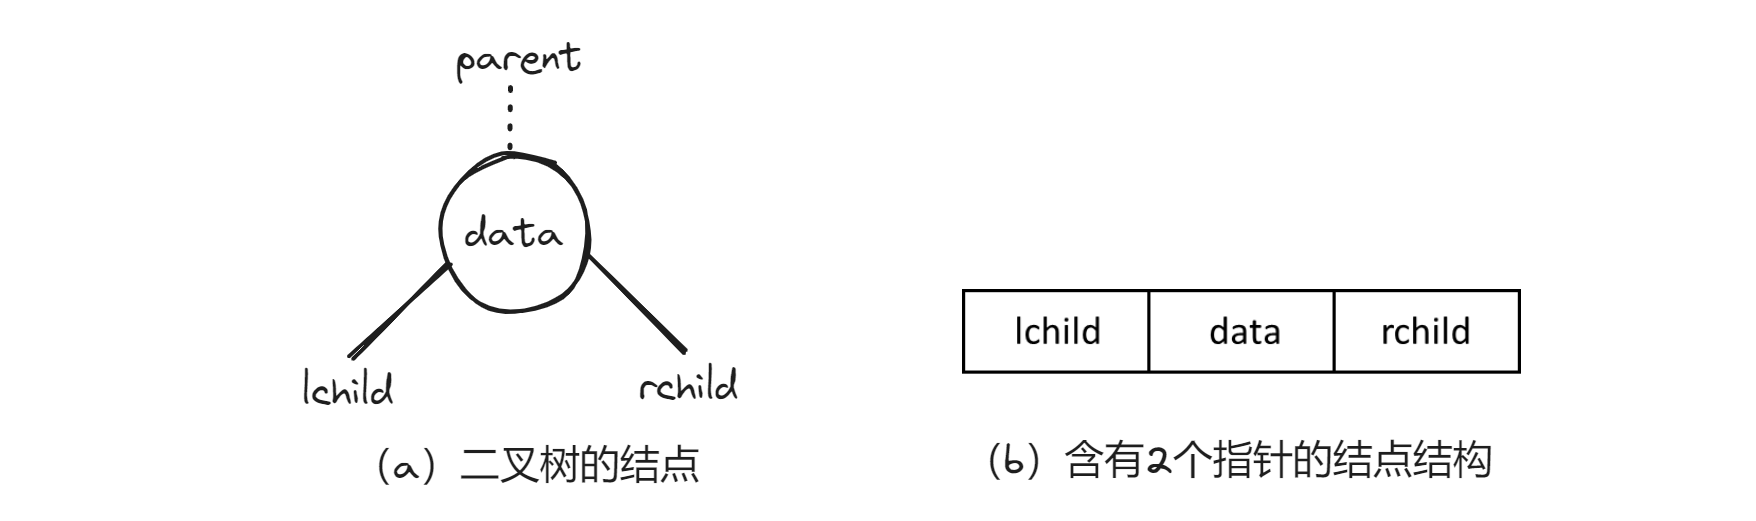 parent
data
lchild
rchild
（a）二叉树的结点
lchild data rchild
（b）含有2个指针的结点结构